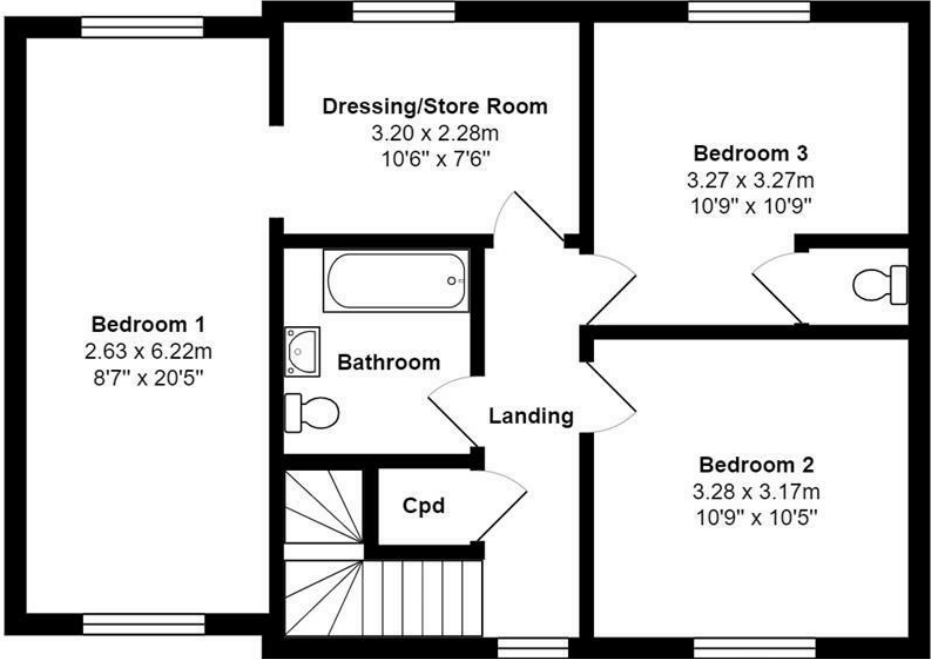 Dressing/Store Room
3.20 x 2.28m
10'6" x 7'6"
Bedroom 3
3.27 x 3.27m
10'9" x 10'9"
Bedroom 1
2.63 x 6.22m
8'7" x 20'5"
Bathroom
Landing
Bedroom 2
3.28 x 3.17m
10'9" x 10'5"
Cpd